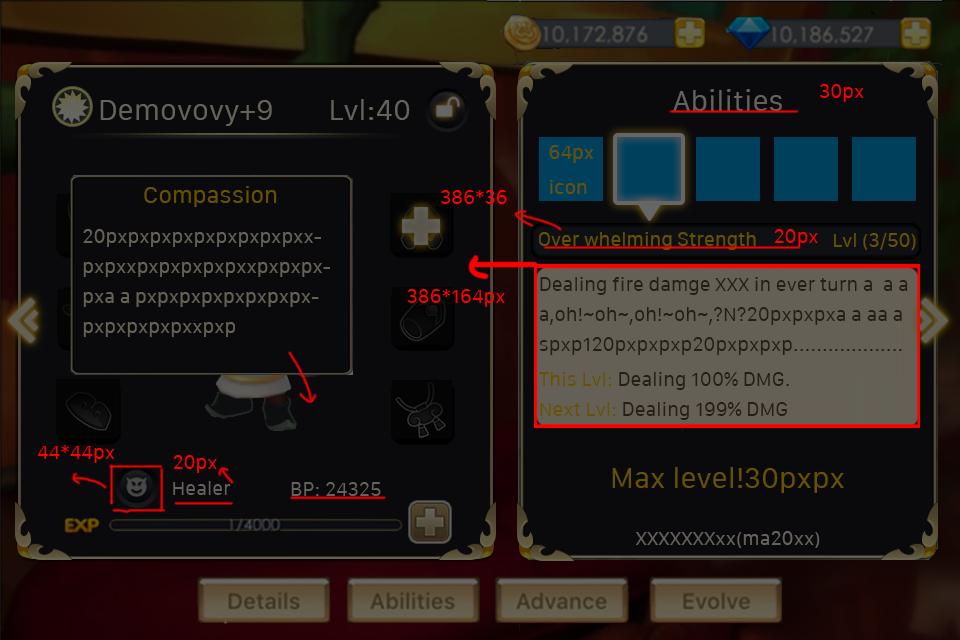 10,172,876
10,186,527
Demovovy+9
Lvl:40
Abilities
30px
64px
icon
Compassion
20pxpxpxpxpxpxpxpxpxx-
pxpxxpxpxpxpxpxxpxpxpx-
pxa a pxpxpxpxpxpxpx-
pxpxpxpxpxxpxp
386*36
Over whelming Strength
20px
Lvl (3/50)
386*164px
Dealing fire damge XXX in ever turn a a a
a,oh!~oh~,oh!~oh~,?N?20pxpxpxa a aa a
spxp120pxpxpxp20pxpxpxp...................
This Lvl: Dealing 100% DMG.
Next Lvl: Dealing 199% DMG
44*44px
20px
Healer
BP: 24325
EXP
1/4000
Max level!30pxpx
XXXXXXXxx(ma20xx)
Details
Abilities
Advance
Evolve